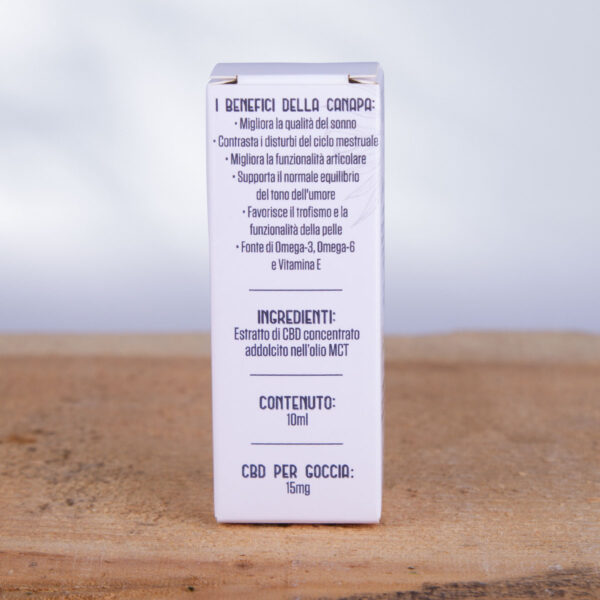 I BENEFICI DELLA CANAPA:
• Migliora la qualità del sonno
• Contrasta i disturbi del ciclo mestruale
• Migliora la funzionalità articolare
• Supporta il normale equilibrio
del tono dell'umore
• Favorisce il trofismo e la
funzionalità della pelle
• Fonte di Omega-3, Omega-6
e Vitamina E
INGREDIENTI:
Estratto di CBD concentrato
addolcito nell'olio MCT
CONTENUTO:
10ml
CBD PER GOCCIA:
15mg